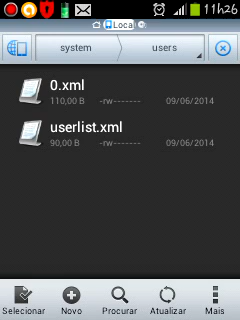 11h26
Local
system users
0.xml
110,00 B -rw------- 09/06/2014
userlist.xml
90,00 B -rw------- 09/06/2014
Selecionar Novo Procurar Atualizar Mais